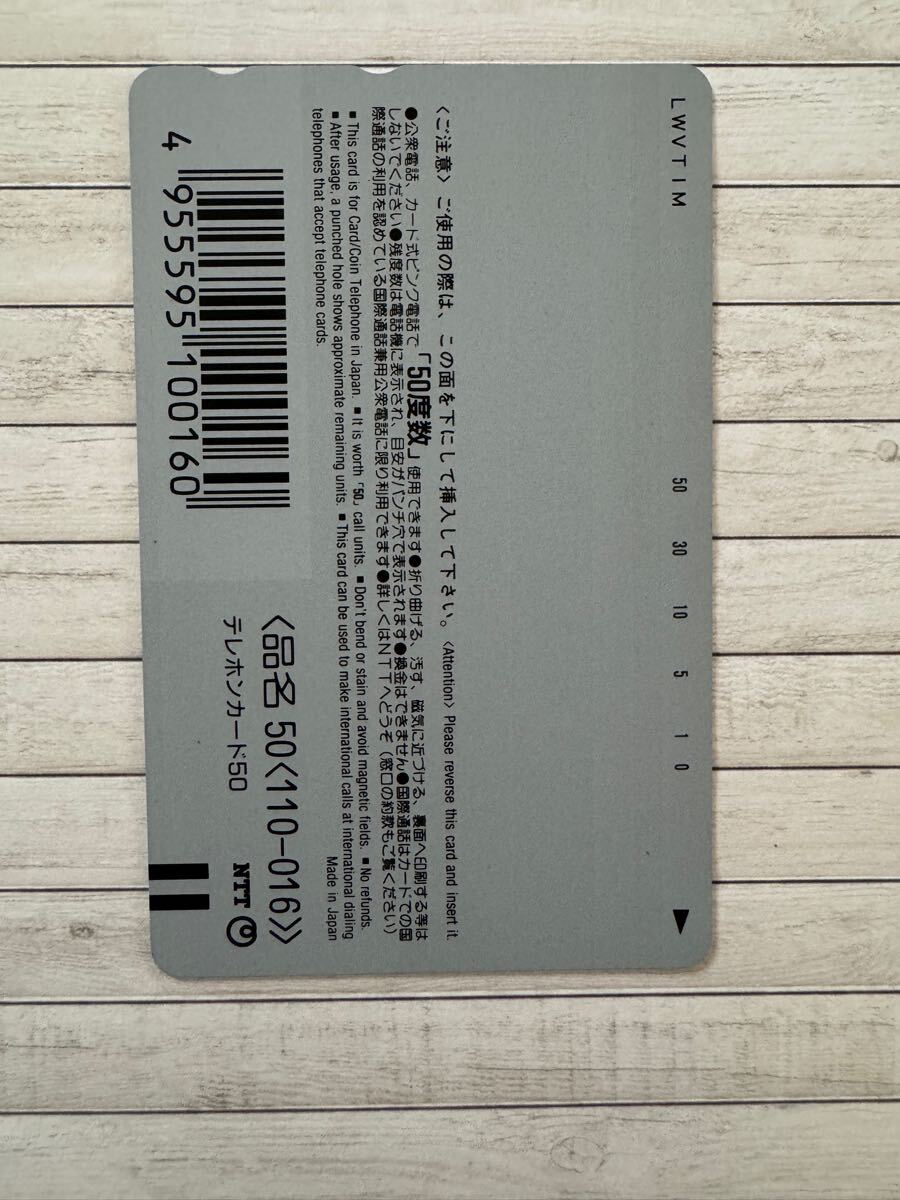 LWVTIM
50 30 10 5 1 0
〈ご注意〉ご使用の際は、この面を下にして挿入して下さい。〈Attention〉Please reverse this card and insert it.
●公衆電話、カード式ピンク電話で「50度数」使用できます●折り曲げる、汚す、磁気に近づける、裏面へ印刷する等は
しないでください●残度数は電話機に表示され、目安がパンチ穴で表示されます●換金はできません●国際通話はカードでの国
際通話の利用を認めている国際通話兼用公衆電話に限り利用できます●詳しくはNTTへどうぞ(窓口の約款もご覧ください)
■This card is for Card/Coin Telephone in Japan. ■It is worth「50」call units. ■Don't bend or stain and avoid magnetic fields. ■No refunds.
■After usage, a punched hole shows approximate remaining units. ■This card can be used to make international calls at international dialing
telephones that accept telephone cards.
Made in Japan
4 955595 100160
〈品名 50〈110-016〉〉
テレホンカード50
NTT